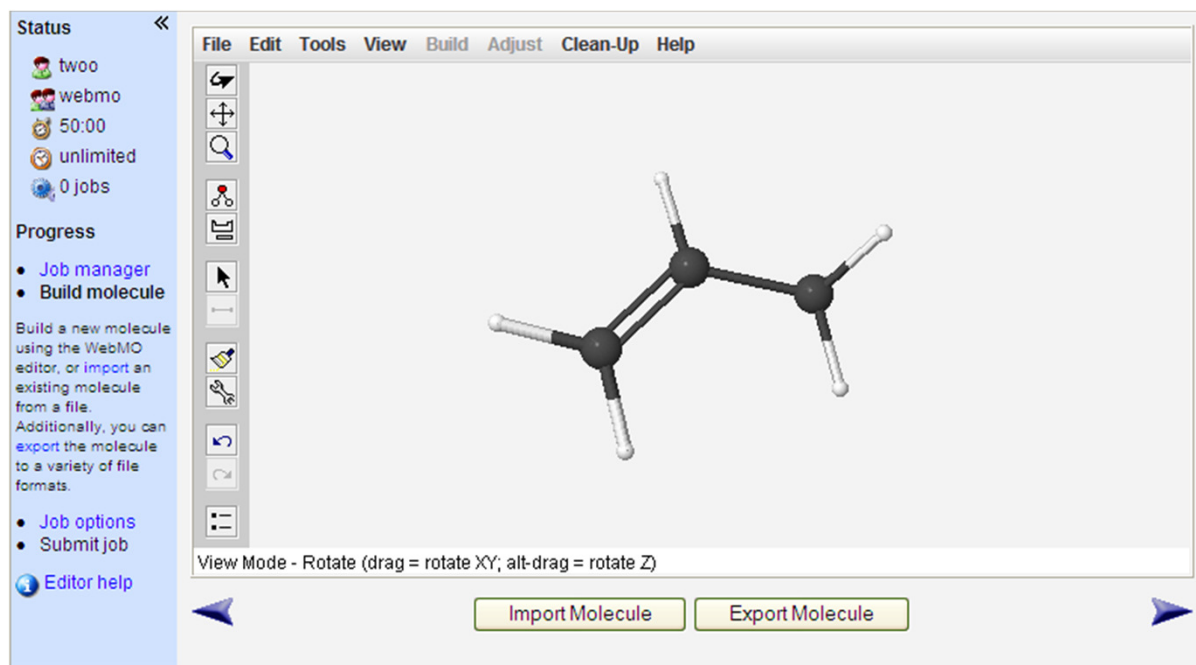 Status «
twoo
webmo
50:00
unlimited
0 jobs
Progress
• Job manager
• Build molecule
Build a new molecule
using the WebMO
editor, or import an
existing molecule
from a file.
Additionally, you can
export the molecule
to a variety of file
formats.
• Job options
• Submit job
Editor help
File Edit Tools View Build Adjust Clean-Up Help
View Mode - Rotate (drag = rotate XY; alt-drag = rotate Z)
Import Molecule Export Molecule